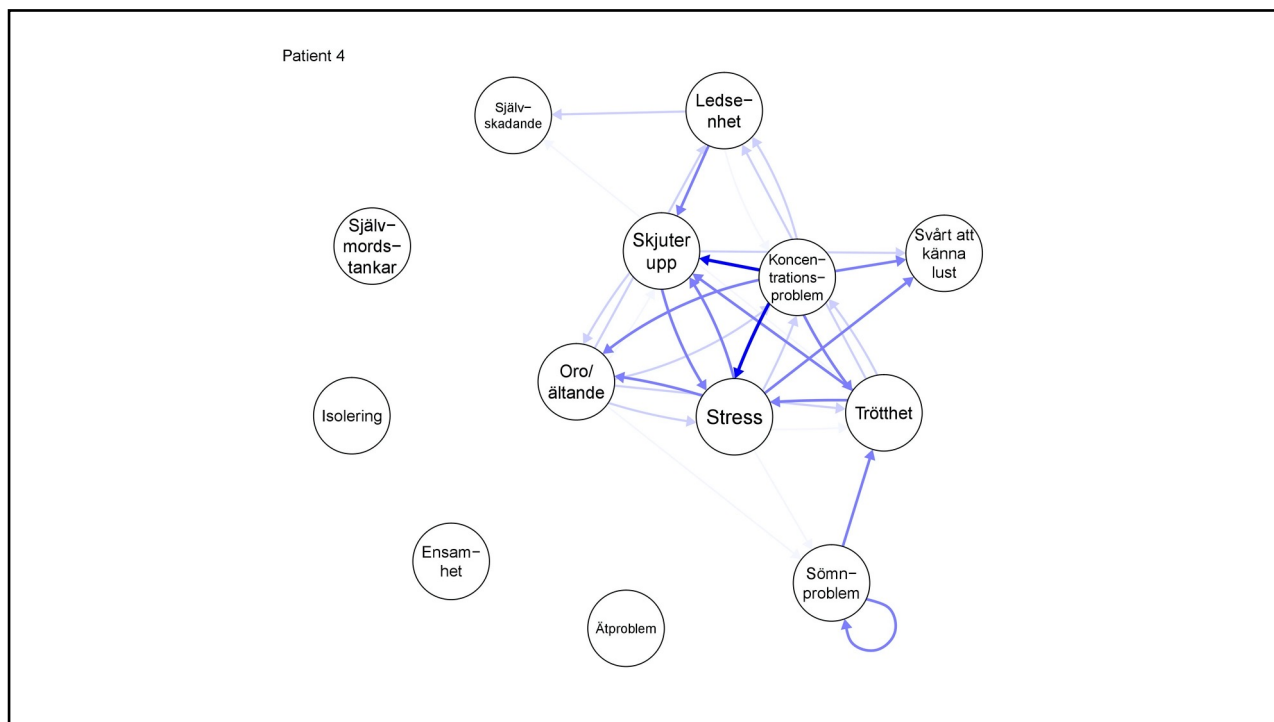 Patient 4
Själv–
skadande
Ledse–
nhet
Själv–
mords–
tankar
Skjuter
upp
Koncen–
trations–
problem
Svårt att
känna
lust
Oro/
ältande
Stress
Trötthet
Isolering
Ensam–
het
Sömn–
problem
Ätproblem